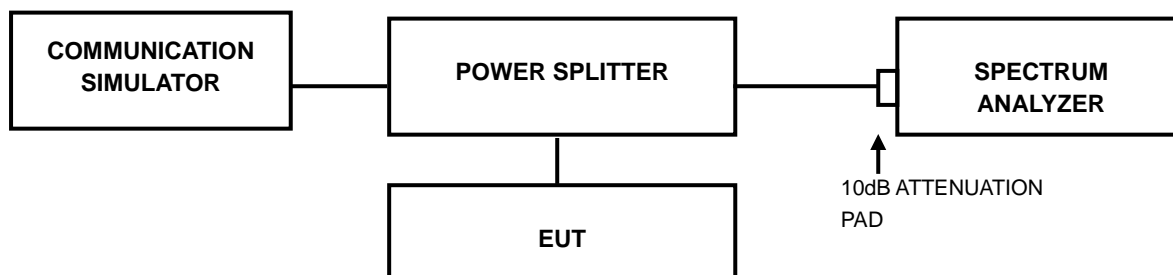 COMMUNICATION
SIMULATOR
POWER SPLITTER
SPECTRUM
ANALYZER
10dB ATTENUATION
PAD
EUT